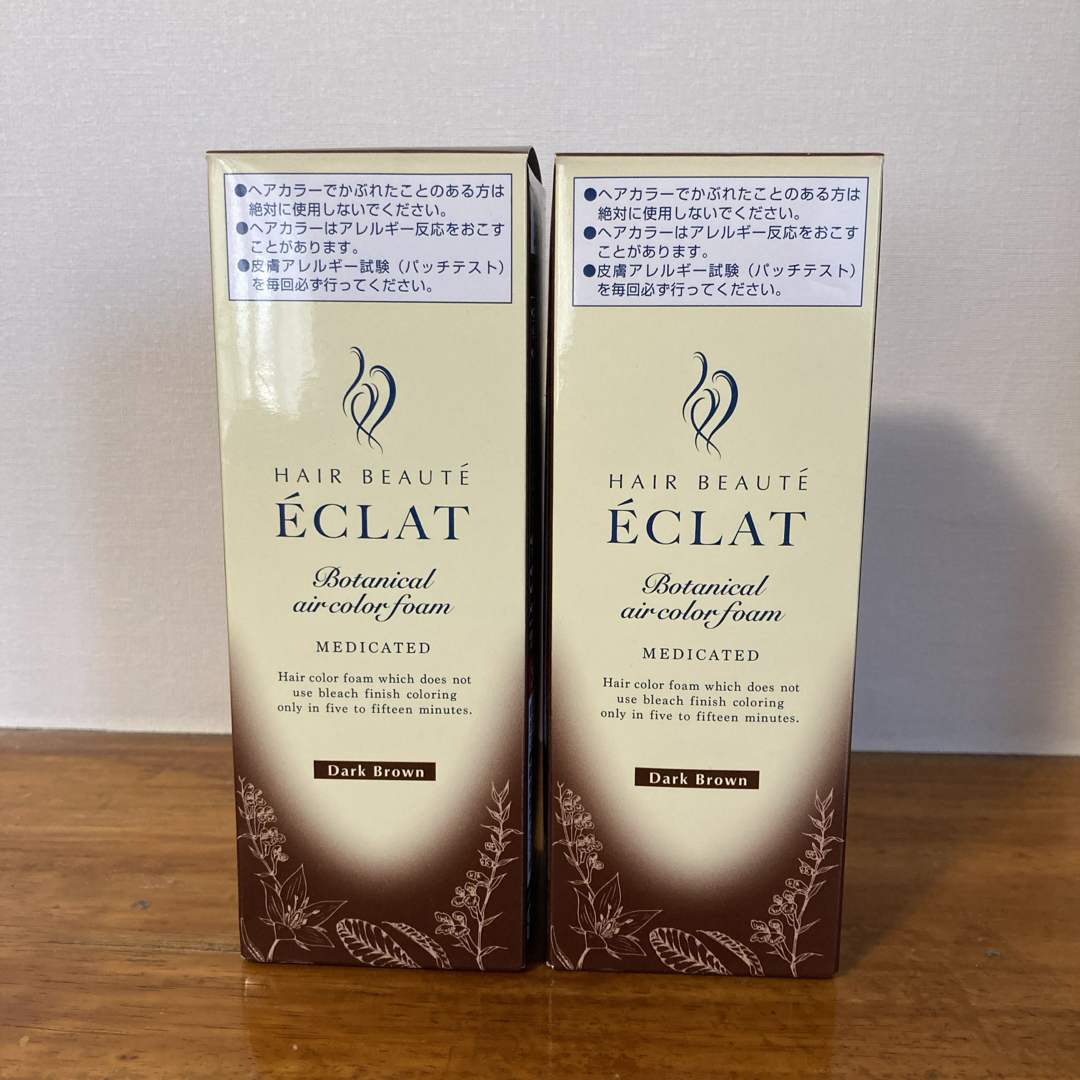 ●ヘアカラーでかぶれたことのある方は
絶対に使用しないでください。
●ヘアカラーはアレルギー反応をおこす
ことがあります。
●皮膚アレルギー試験（パッチテスト）
を毎回必ず行ってください。
HAIR BEAUTÉ
ÉCLAT
Botanical
air color foam
MEDICATED
Hair color foam which does not
use bleach finish coloring
only in five to fifteen minutes.
Dark Brown
●ヘアカラーでかぶれたことのある方は
絶対に使用しないでください。
●ヘアカラーはアレルギー反応をおこす
ことがあります。
●皮膚アレルギー試験（パッチテスト）
を毎回必ず行ってください。
HAIR BEAUTÉ
ÉCLAT
Botanical
air color foam
MEDICATED
Hair color foam which does not
use bleach finish coloring
only in five to fifteen minutes.
Dark Brown